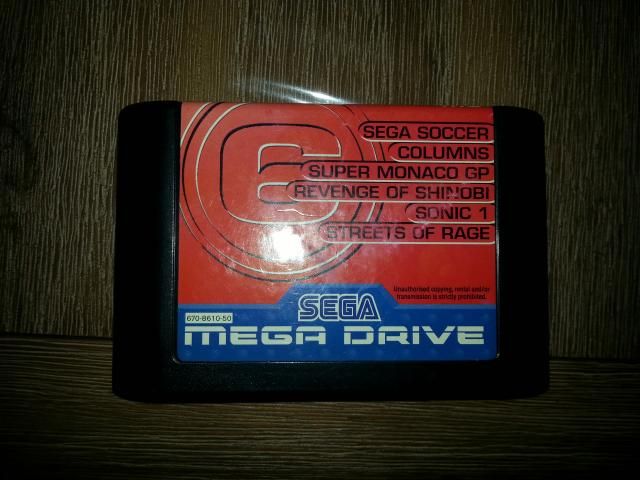 6
SEGA SOCCER
COLUMNS
SUPER MONACO GP
REVENGE OF SHINOBI
SONIC 1
STREETS OF RAGE
Unauthorised copying, rental and/or
transmission is strictly prohibited.
SEGA
670-8610-50
MEGA DRIVE